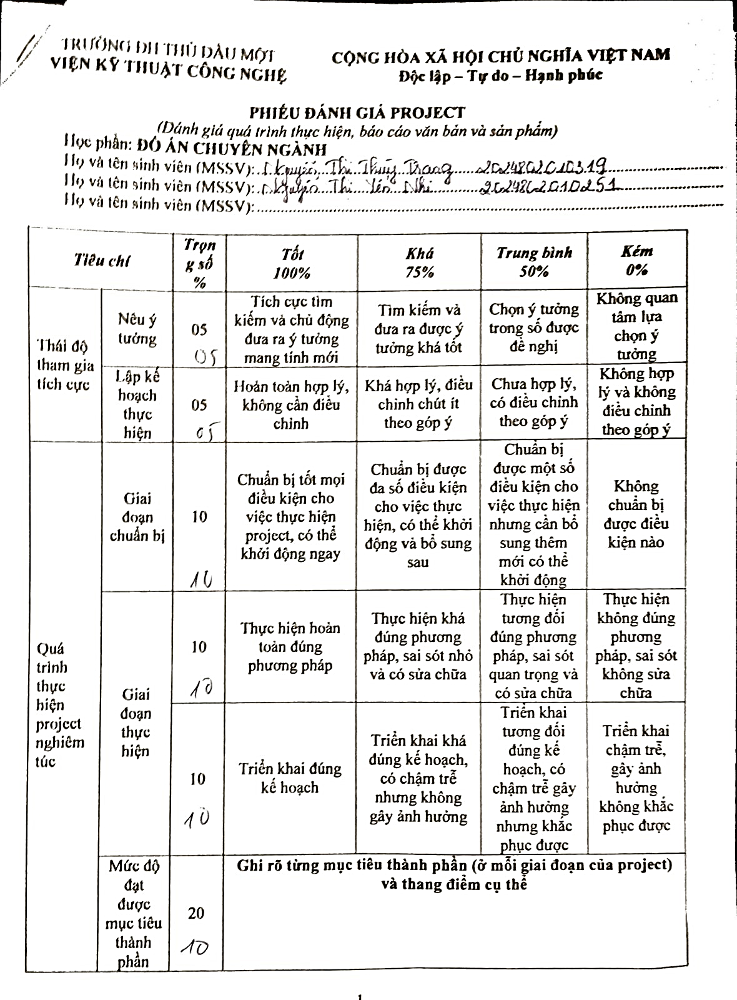 TRƯỜNG ĐH THỦ DẦU MỘT
VIỆN KỸ THUẬT CÔNG NGHỆ
CỘNG HÒA XÃ HỘI CHỦ NGHĨA VIỆT NAM
Độc lập – Tự do – Hạnh phúc
PHIẾU ĐÁNH GIÁ PROJECT
(Đánh giá quá trình thực hiện, báo cáo văn bản và sản phẩm)
Học phần: ĐỒ ÁN CHUYÊN NGÀNH
Họ và tên sinh viên (MSSV): Nguyễn Thị Thùy Trang 2024802010319
Họ và tên sinh viên (MSSV): Nguyễn Thị Yến Nhi 2024802010251
Họ và tên sinh viên (MSSV):
Tiêu chí
Trọn
g số
%
Tốt
100%
Khá
75%
Trung bình
50%
Kém
0%
Thái độ
tham gia
tích cực
Nêu ý
tưởng
05
05
Tích cực tìm
kiếm và chủ động
đưa ra ý tưởng
mang tính mới
Tìm kiếm và
đưa ra được ý
tưởng khá tốt
Chọn ý tưởng
trong số được
đề nghị
Không quan
tâm lựa
chọn ý
tưởng
Lập kế
hoạch
thực
hiện
05
05
Hoàn toàn hợp lý,
không cần điều
chỉnh
Khá hợp lý, điều
chỉnh chút ít
theo góp ý
Chưa hợp lý,
có điều chỉnh
theo góp ý
Không hợp
lý và không
điều chỉnh
theo góp ý
Quá
trình
thực
hiện
project
nghiêm
túc
Giai
đoạn
chuẩn bị
10
10
Chuẩn bị tốt mọi
điều kiện cho
việc thực hiện
project, có thể
khởi động ngay
Chuẩn bị được
đa số điều kiện
cho việc thực
hiện, có thể khởi
động và bổ sung
sau
Chuẩn bị
được một số
điều kiện cho
việc thực hiện
nhưng cần bổ
sung thêm
mới có thể
khởi động
Không
chuẩn bị
được điều
kiện nào
Giai
đoạn
thực
hiện
10
10
Thực hiện hoàn
toàn đúng
phương pháp
Thực hiện khá
đúng phương
pháp, sai sót nhỏ
và có sửa chữa
Thực hiện
tương đối
đúng phương
pháp, sai sót
quan trọng và
có sửa chữa
Thực hiện
không đúng
phương
pháp, sai sót
không sửa
chữa
10
10
Triển khai đúng
kế hoạch
Triển khai khá
đúng kế hoạch,
có chậm trễ
nhưng không
gây ảnh hưởng
Triển khai
tương đối
đúng kế
hoạch, có
chậm trễ gây
ảnh hưởng
nhưng khắc
phục được
Triển khai
chậm trễ,
gây ảnh
hưởng
không khắc
phục được
Mức độ
đạt
được
mục tiêu
thành
phần
20
10
Ghi rõ từng mục tiêu thành phần (ở mỗi giai đoạn của project)
và thang điểm cụ thể
1